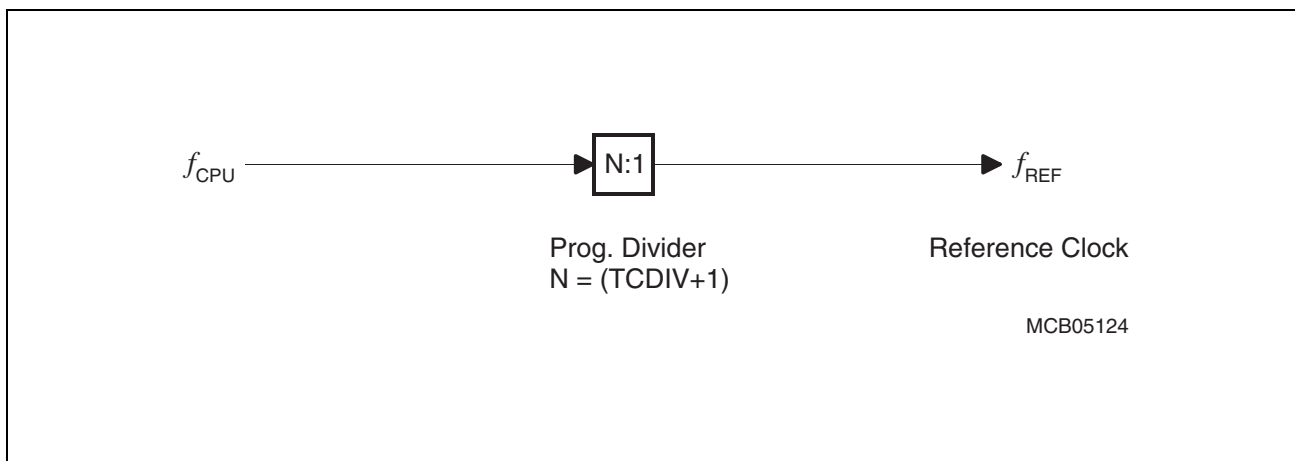 fCPU N:1 fREF
Prog. Divider
N = (TCDIV+1)
Reference Clock
MCB05124